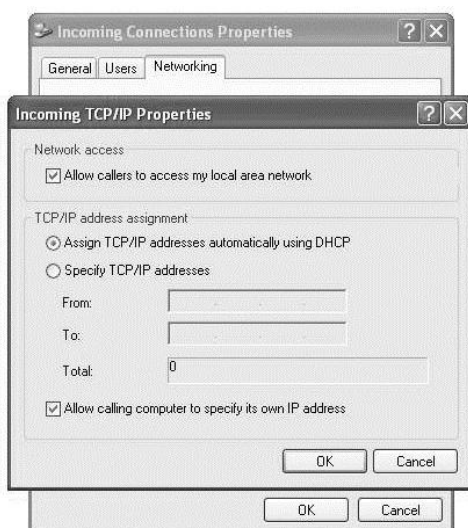 Incoming Connections Properties
General Users Networking
Incoming TCP/IP Properties
Network access
Allow callers to access my local area network
TCP/IP address assignment
Assign TCP/IP addresses automatically using DHCP
Specify TCP/IP addresses
From:
To:
Total: 0
Allow calling computer to specify its own IP address
OK Cancel
OK Cancel